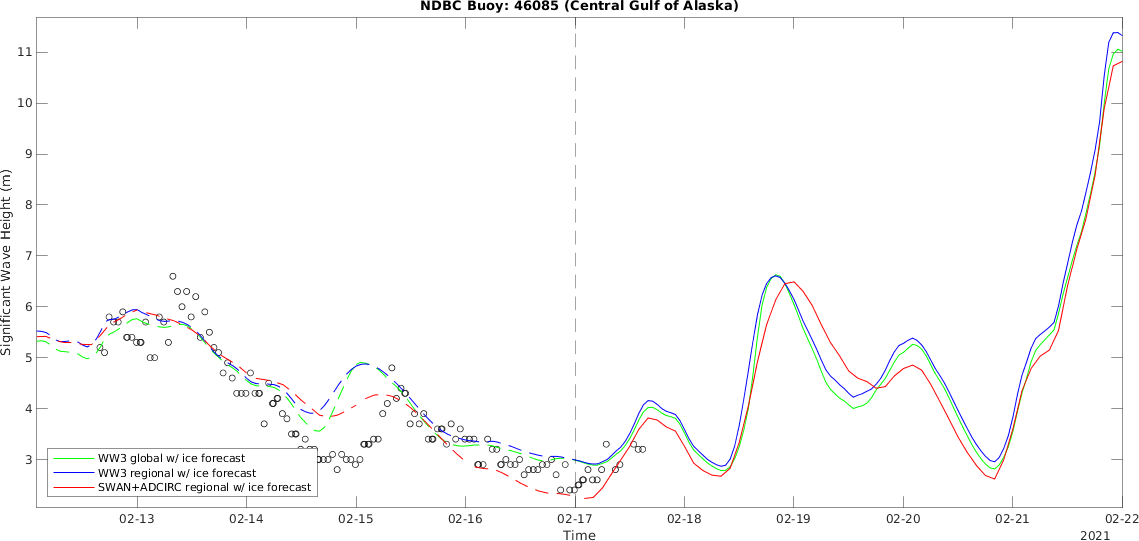 NDBC Buoy: 46085 (Central Gulf of Alaska)
Significant Wave Height (m)
11
10
9
8
7
6
5
4
3
WW3 global w/ ice forecast
WW3 regional w/ ice forecast
SWAN+ADCIRC regional w/ ice forecast
02-13 02-14 02-15 02-16 02-17 02-18 02-19 02-20 02-21 02-22
Time
2021